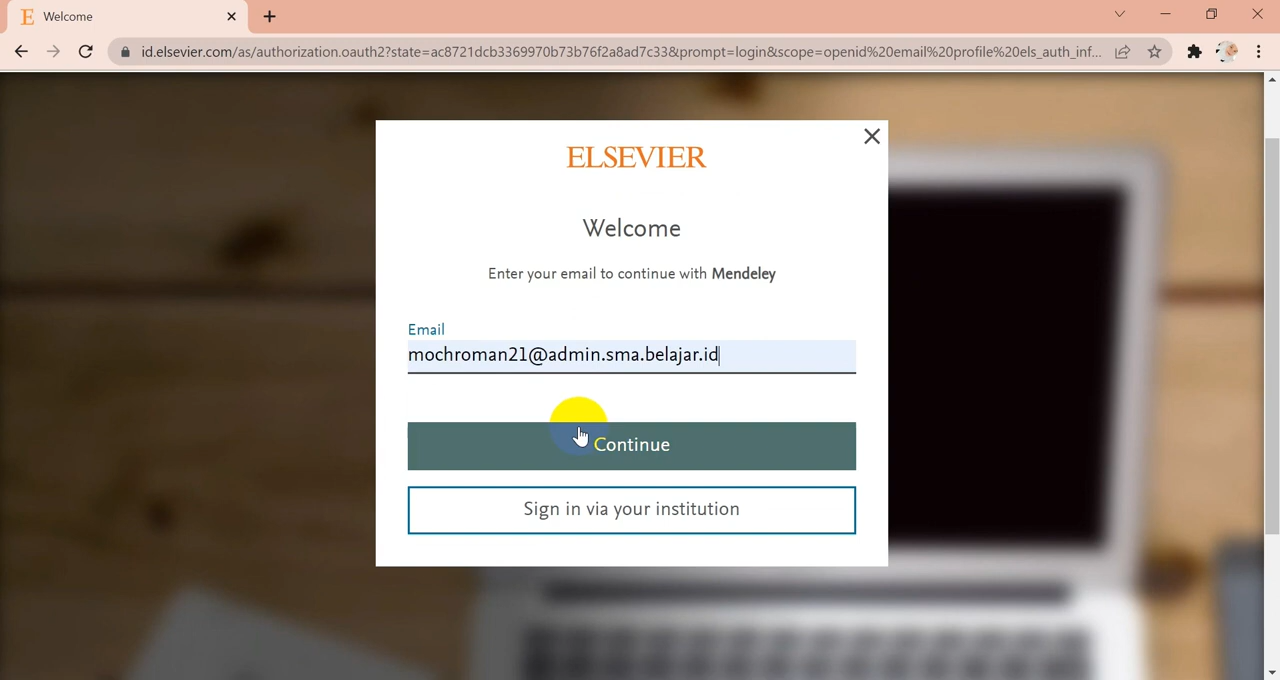 Welcome
id.elsevier.com/as/authorization.oauth2?state=ac8721dcb3369970b73b76f2a8ad7c33&prompt=login&scope=openid%20email%20profile%20els_auth_inf...
ELSEVIER
Welcome
Enter your email to continue with Mendeley
Email
mochroman21@admin.sma.belajar.id
Continue
Sign in via your institution